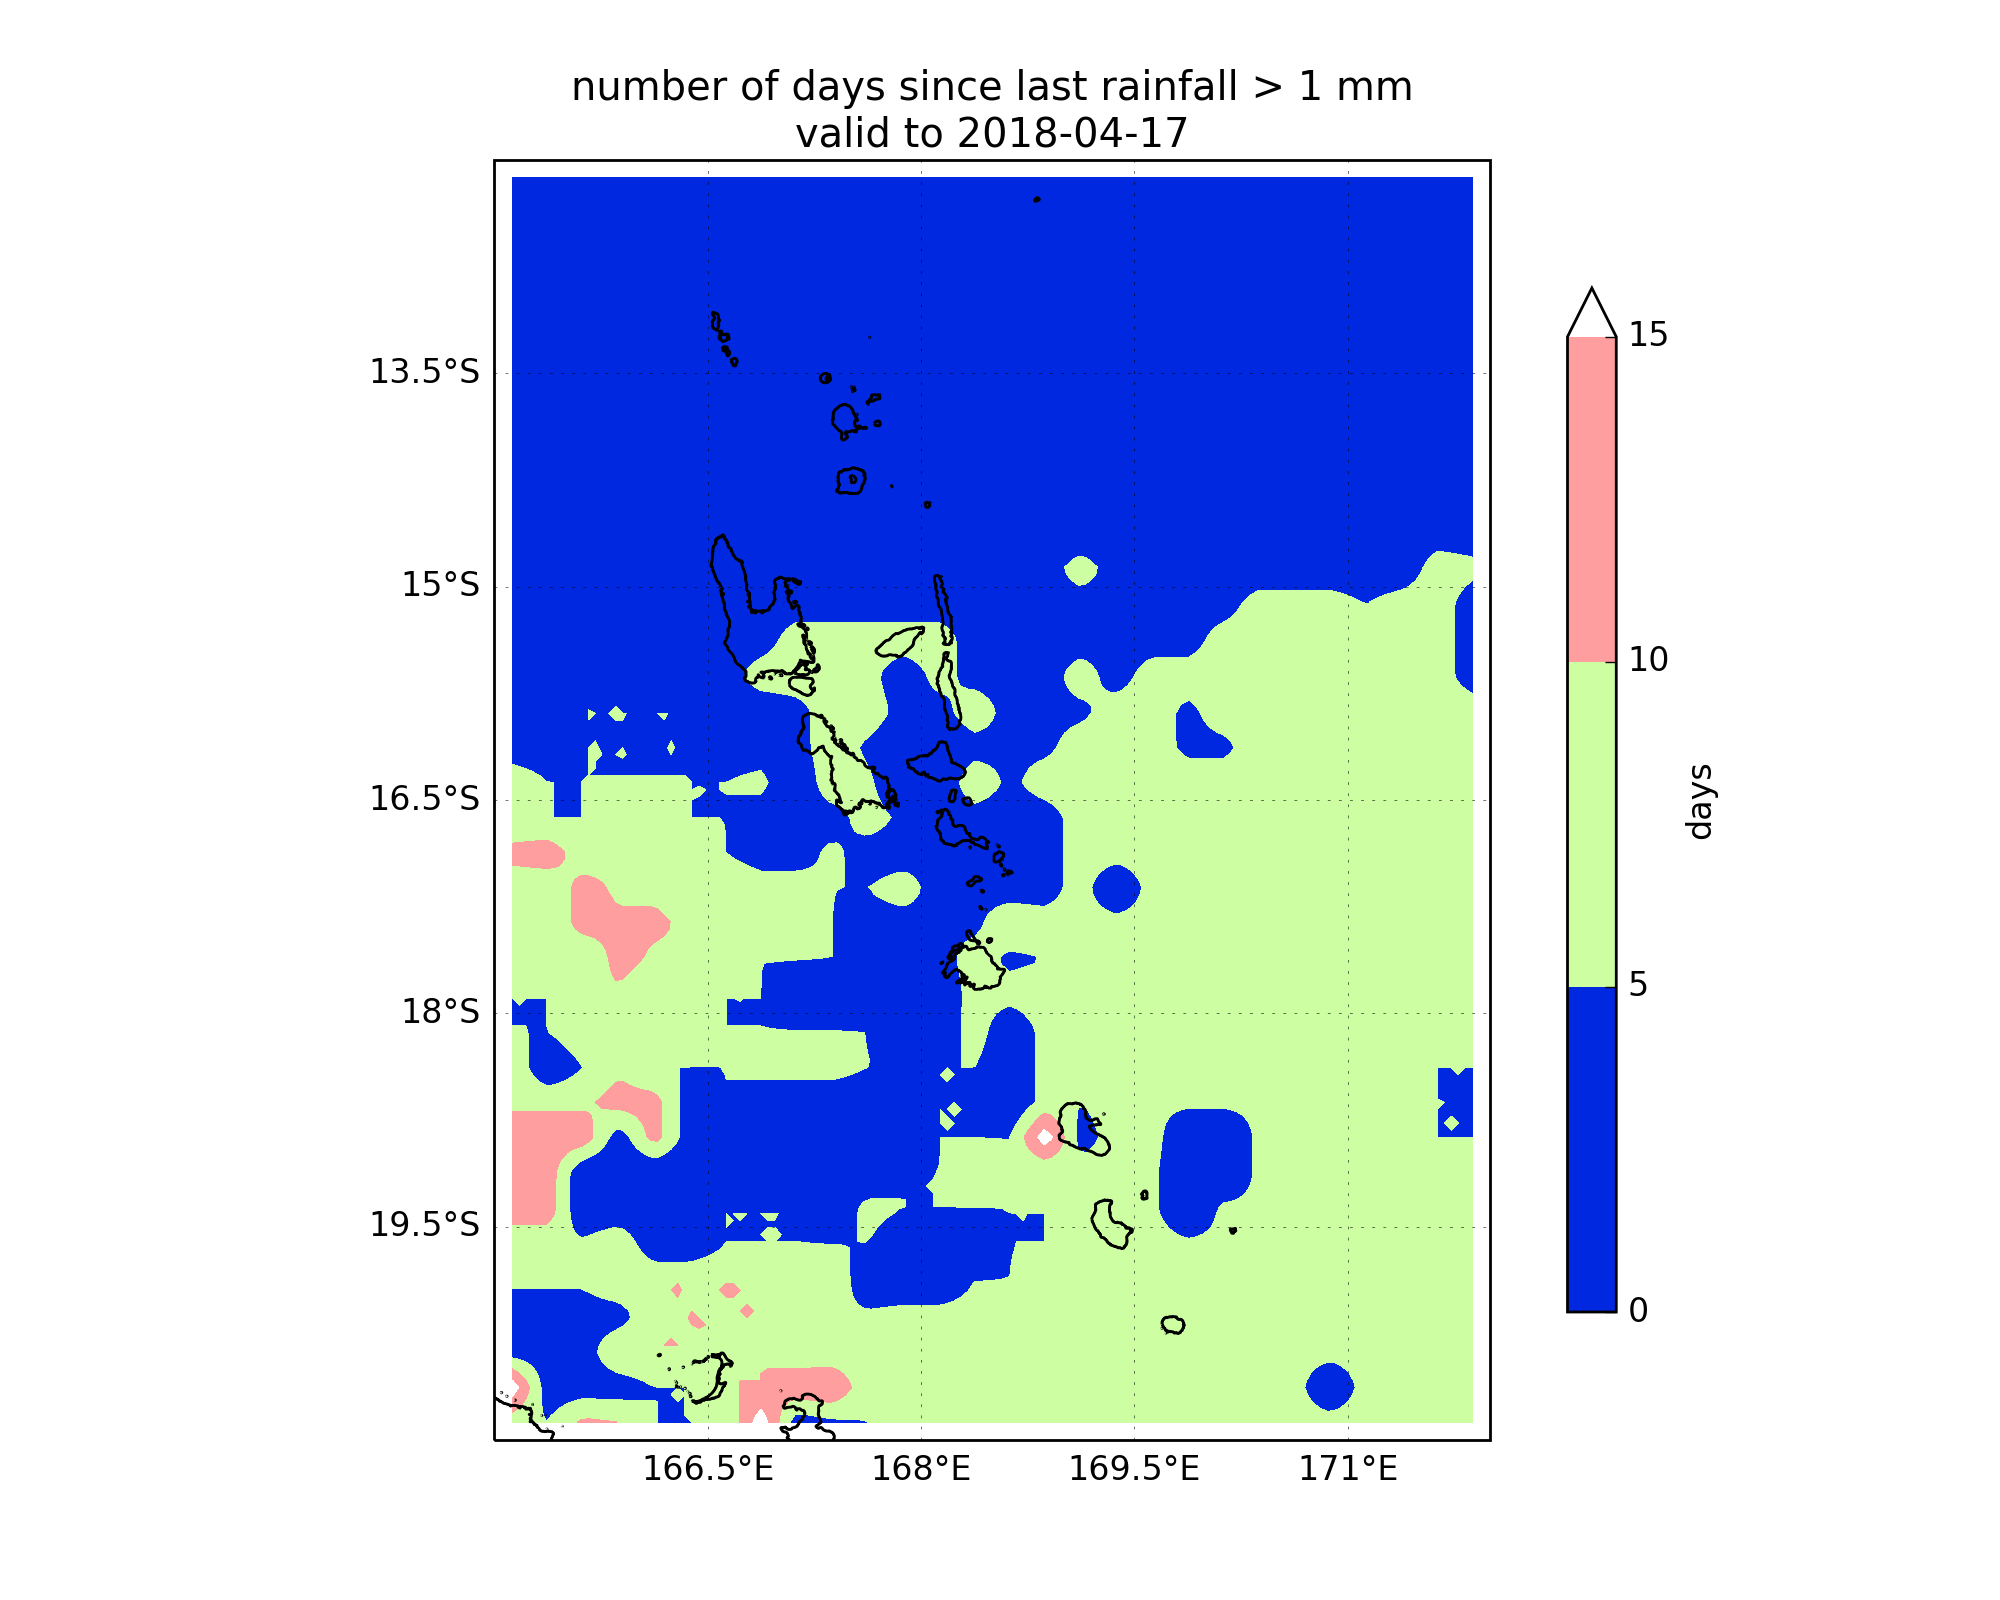 number of days since last rainfall > 1 mm
valid to 2018-04-17
13.5°S
15°S
16.5°S
18°S
19.5°S
166.5°E
168°E
169.5°E
171°E
15
10
5
0
days